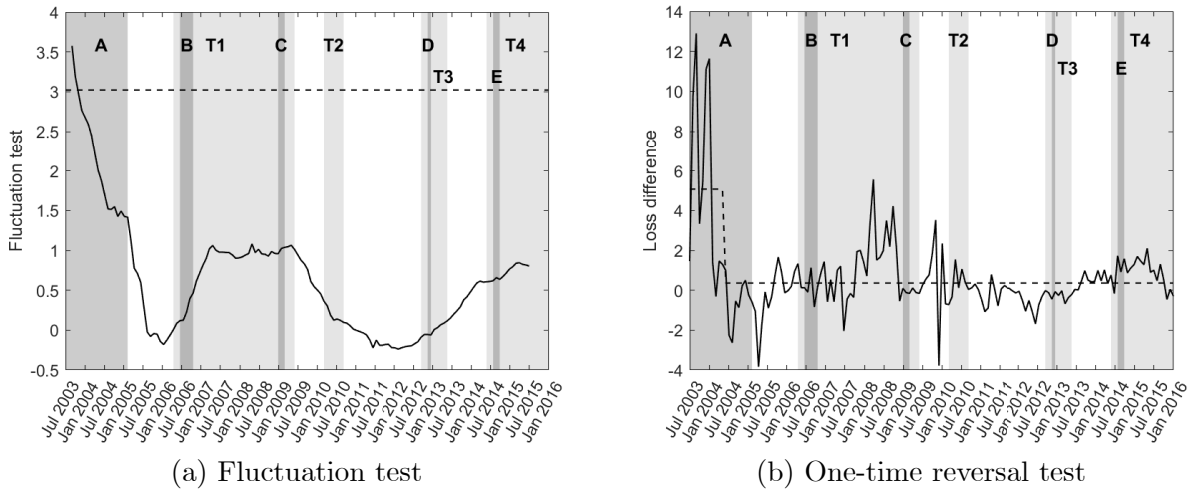 Fluctuation test
4
3.5
3
2.5
2
1.5
1
0.5
0
-0.5
A
B
T1
C
T2
D
T3
E
T4
Jul 2003
Jan 2004
Jul 2004
Jan 2005
Jul 2005
Jan 2006
Jul 2006
Jan 2007
Jul 2007
Jan 2008
Jul 2008
Jan 2009
Jul 2009
Jan 2010
Jul 2010
Jan 2011
Jul 2011
Jan 2012
Jul 2012
Jan 2013
Jul 2013
Jan 2014
Jul 2014
Jan 2015
Jul 2015
Jan 2016
(a) Fluctuation test
Loss difference
14
12
10
8
6
4
2
0
-2
-4
A
B
T1
C
T2
D
T3
E
T4
Jul 2003
Jan 2004
Jul 2004
Jan 2005
Jul 2005
Jan 2006
Jul 2006
Jan 2007
Jul 2007
Jan 2008
Jul 2008
Jan 2009
Jul 2009
Jan 2010
Jul 2010
Jan 2011
Jul 2011
Jan 2012
Jul 2012
Jan 2013
Jul 2013
Jan 2014
Jul 2014
Jan 2015
Jul 2015
Jan 2016
(b) One-time reversal test